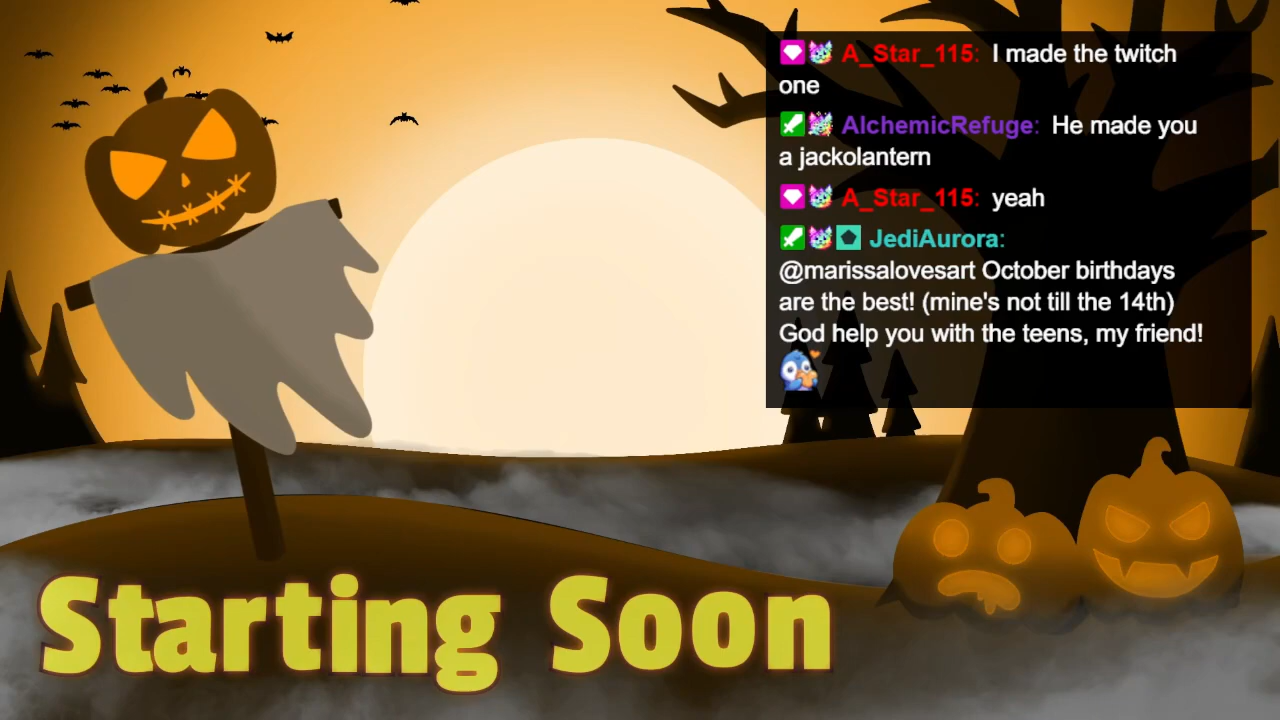 A_Star_115: I made the twitch
one
AlchemicRefuge: He made you
a jackolantern
A_Star_115: yeah
JediAurora:
@marissalovesart October birthdays
are the best! (mine's not till the 14th)
God help you with the teens, my friend!
Starting Soon